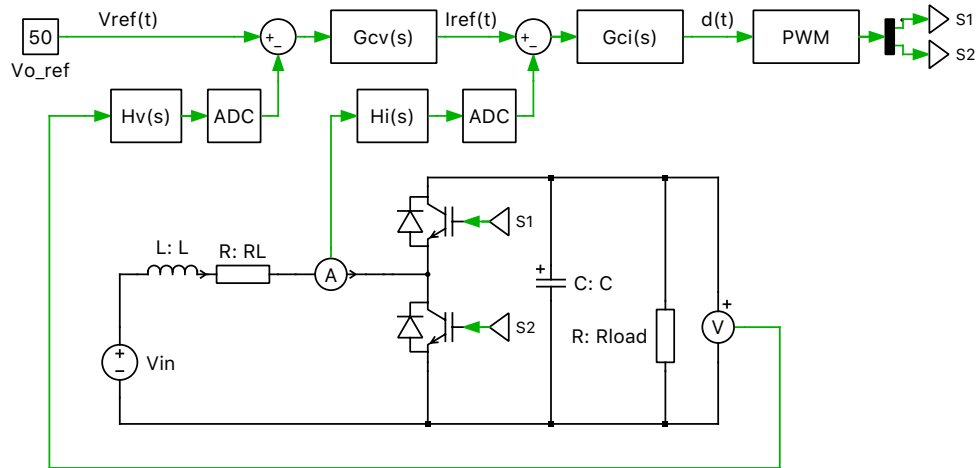 Vref(t)
Iref(t)
d(t)
S1
50
+
−
Gcv(s)
+
−
Gci(s)
PWM
S2
Vo_ref
Hv(s)
ADC
Hi(s)
ADC
S1
L: L
R: RL
A
+
C: C
+
S2
R: Rload
V
+
−
Vin